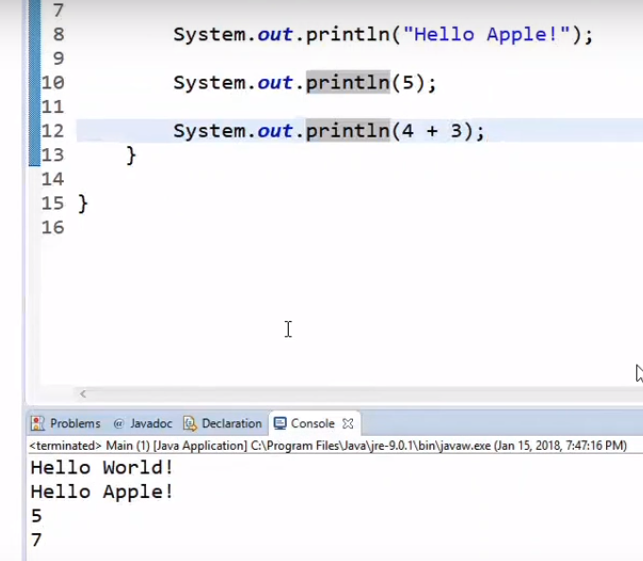 7
8 System.out.println("Hello Apple!");
9
10 System.out.println(5);
11
12 System.out.println(4 + 3);
13 }
14
15 }
16
Problems @ Javadoc Declaration Console
<terminated> Main (1) [Java Application] C:\Program Files\Java\jre-9.0.1\bin\javaw.exe (Jan 15, 2018, 7:47:16 PM)
Hello World!
Hello Apple!
5
7